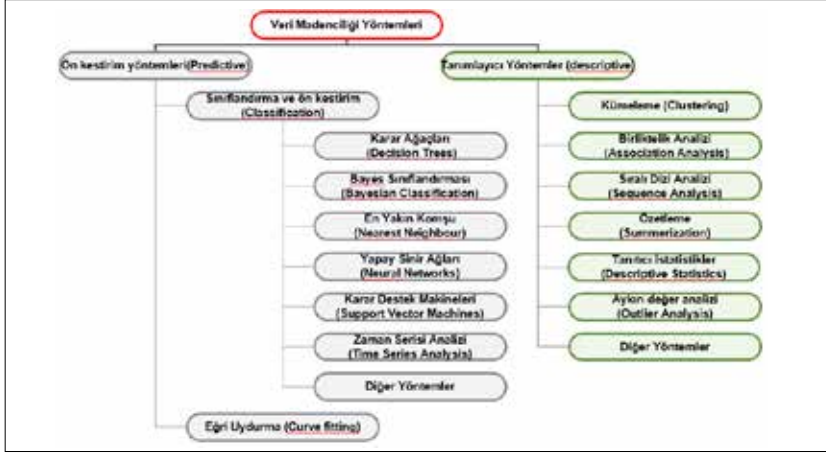 Veri Madenciliği Yöntemleri
Ön kestirim yöntemleri(Predictive)
Sınıflandırma ve ön kestirim
(Classification)
Karar Ağaçları
(Decision Trees)
Bayes Sınıflandırması
(Bayesian Classification)
En Yakın Komşu
(Nearest Neighbour)
Yapay Sinir Ağları
(Neural Networks)
Karar Destek Makineleri
(Support Vector Machines)
Zaman Serisi Analizi
(Time Series Analysis)
Diğer Yöntemler
Eğri Uydurma (Curve fitting)
Tanımlayıcı Yöntemler (descriptive)
Kümeleme (Clustering)
Birliktelik Analizi
(Association Analysis)
Sıralı Dizi Analizi
(Sequence Analysis)
Özetleme
(Summerization)
Tanıtıcı İstatistikler
(Descriptive Statistics)
Aykırı değer analizi
(Outlier Analysis)
Diğer Yöntemler